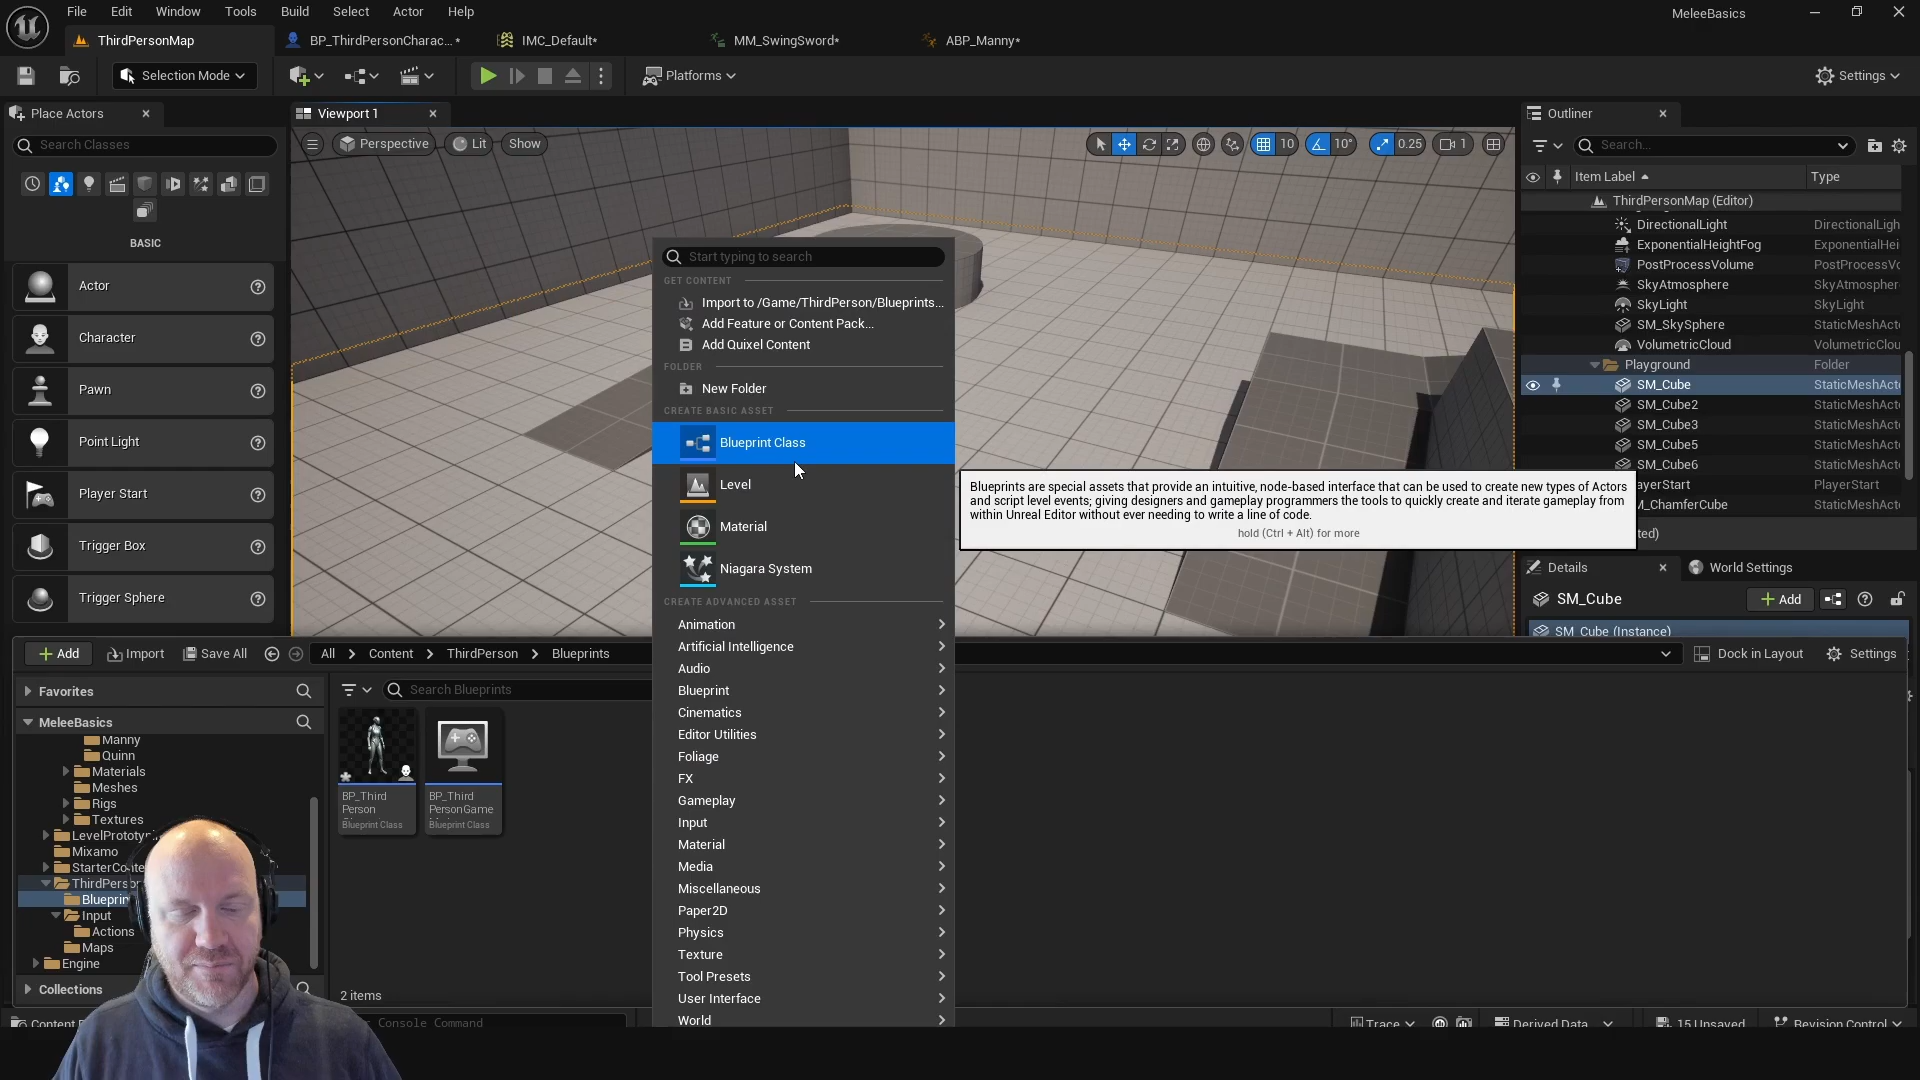 File Edit Window Tools Build Select Actor Help
MeleeBasics
ThirdPersonMap
BP_ThirdPersonCharac... *
IMC_Default*
MM_SwingSword*
ABP_Manny*
Selection Mode
Platforms
Settings
Place Actors
Search Classes
BASIC
Actor
Character
Pawn
Point Light
Player Start
Trigger Box
Trigger Sphere
Viewport 1
Perspective
Lit
Show
10
10°
0.25
1
Start typing to search
GET CONTENT
Import to /Game/ThirdPerson/Blueprints...
Add Feature or Content Pack...
Add Quixel Content
FOLDER
New Folder
CREATE BASIC ASSET
Blueprint Class
Level
Material
Niagara System
CREATE ADVANCED ASSET
Animation
Artificial Intelligence
Audio
Blueprint
Cinematics
Editor Utilities
Foliage
FX
Gameplay
Input
Material
Media
Miscellaneous
Paper2D
Physics
Texture
Tool Presets
User Interface
World
Blueprints are special assets that provide an intuitive, node-based interface that can be used to create new types of Actors
and script level events; giving designers and gameplay programmers the tools to quickly create and iterate gameplay from
within Unreal Editor without ever needing to write a line of code.
hold (Ctrl + Alt) for more
Outliner
Search...
Item Label Type
ThirdPersonMap (Editor)
DirectionalLight DirectionalLigh
ExponentialHeightFog ExponentialHei
PostProcessVolume PostProcessVo
SkyAtmosphere SkyAtmospher
SkyLight SkyLight
SM_SkySphere StaticMeshActo
VolumetricCloud VolumetricClou
Playground Folder
SM_Cube StaticMeshActo
SM_Cube2 StaticMeshActo
SM_Cube3 StaticMeshActo
SM_Cube5 StaticMeshActo
SM_Cube6 StaticMeshActo
ayerStart PlayerStart
M_ChamferCube StaticMeshActo
ted)
Details
World Settings
SM_Cube
Add
SM_Cube (Instance)
Add
Import
Save All
All
Content
ThirdPerson
Blueprints
Dock in Layout
Settings
Favorites
MeleeBasics
Manny
Quinn
Materials
Meshes
Rigs
Textures
LevelPrototypi
Mixamo
StarterConte
ThirdPerson
Blueprin
Input
Actions
Maps
Engine
Collections
Search Blueprints
BP_Third
Person
Blueprint Class
BP_Third
PersonGame
Blueprint Class
2 items
Content
Console Command
Trace
Derived Data
15 Unsaved
Revision Control